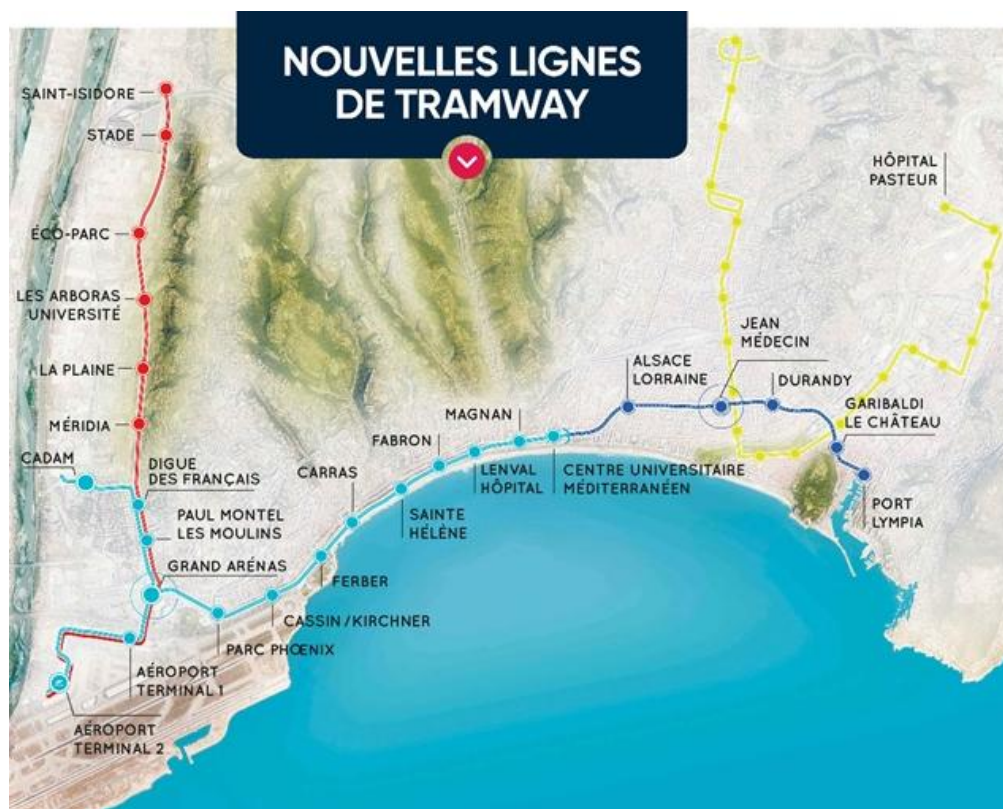 NOUVELLES LIGNES
DE TRAMWAY
SAINT-ISIDORE
STADE
ÉCO-PARC
LES ARBORAS
UNIVERSITÉ
LA PLAINE
MÉRIDIA
CADAM
DIGUE
DES FRANÇAIS
PAUL MONTEL
LES MOULINS
GRAND ARÉNAS
AÉROPORT
TERMINAL 1
AÉROPORT
TERMINAL 2
PARC PHŒNIX
CASSIN / KIRCHNER
FERBER
CARRAS
SAINTE
HÉLÈNE
FABRON
LENVAL
HÔPITAL
MAGNAN
CENTRE UNIVERSITAIRE
MÉDITERRANÉEN
ALSACE
LORRAINE
JEAN
MÉDECIN
DURANDY
GARIBALDI
LE CHÂTEAU
PORT
LYMPIA
HÔPITAL
PASTEUR